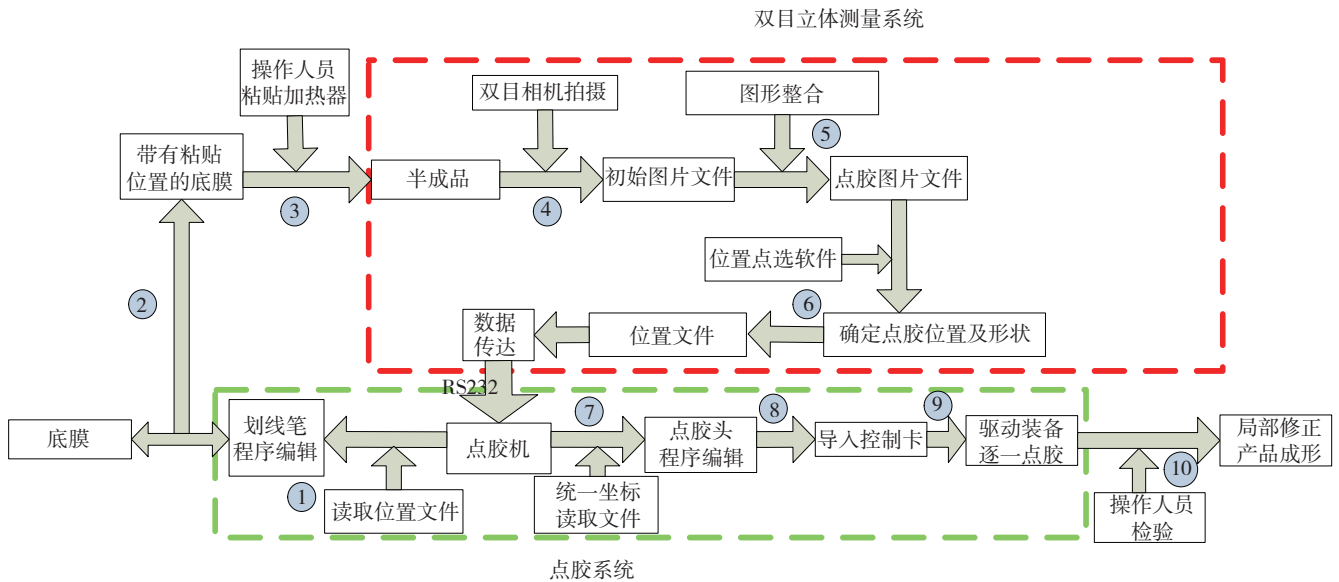 双目立体测量系统
操作人员
粘贴加热器
双目相机拍摄
图形整合
5
带有粘贴
位置的底膜
半成品
初始图片文件
点胶图片文件
3
4
位置点选软件
2
6
数据
传达
位置文件
确定点胶位置及形状
RS232
7
8
9
底膜
划线笔
程序编辑
点胶机
点胶头
程序编辑
导入控制卡
驱动装备
逐一点胶
局部修正
产品成形
10
1
读取位置文件
统一坐标
读取文件
操作人员
检验
点胶系统